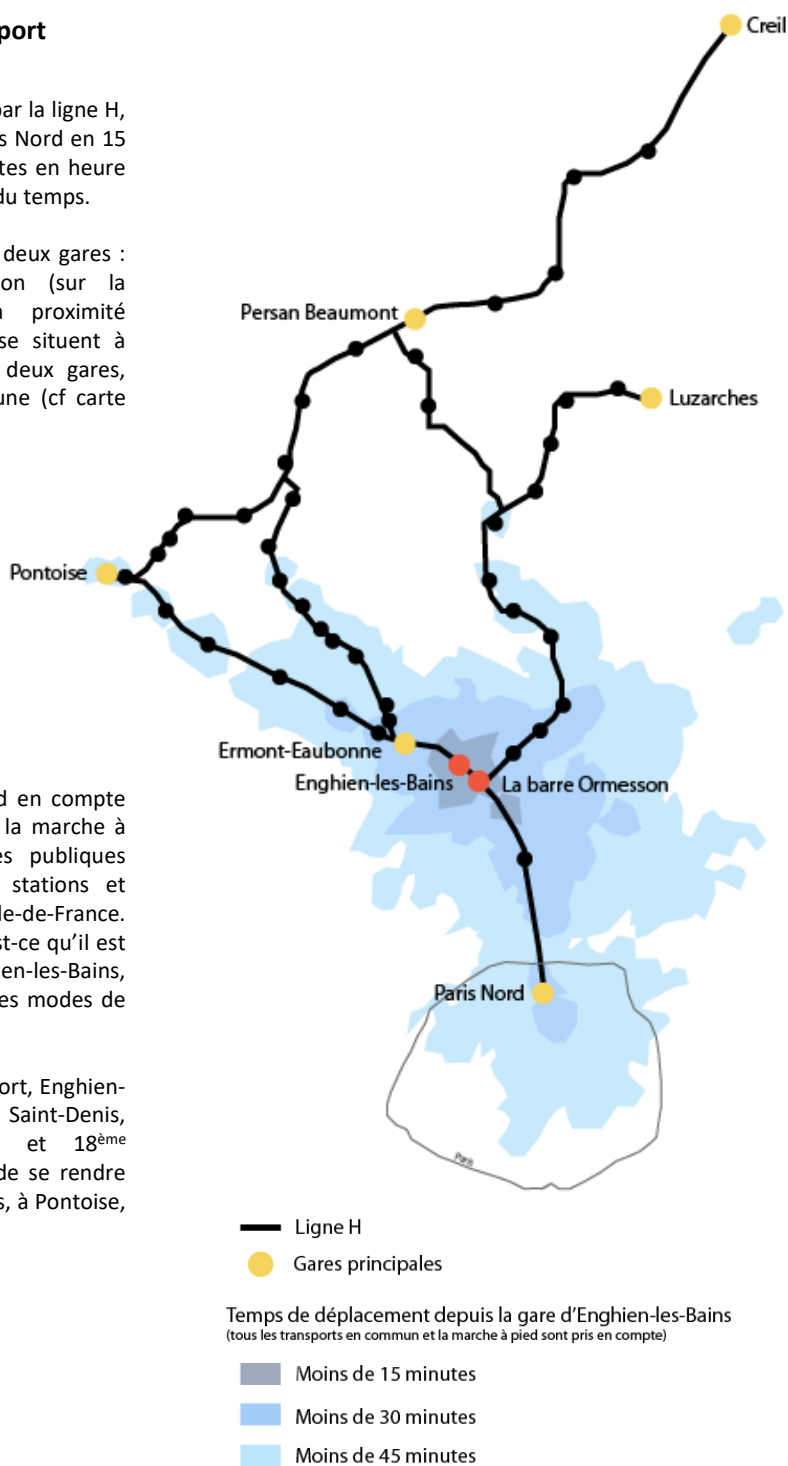 port
par la ligne H,
s Nord en 15
tes en heure
du temps.
deux gares :
on (sur la
à proximité
se situent à
deux gares,
une (cf carte
d en compte
la marche à
es publiques
stations et
le-de-France.
st-ce qu'il est
ien-les-Bains,
es modes de
ort, Enghien-
Saint-Denis,
et 18ème
de se rendre
s, à Pontoise,
Creil
Persan Beaumont
Luzarches
Pontoise
Ermont-Eaubonne
Enghien-les-Bains
La barre Ormesson
Paris Nord
Paris
Ligne H
Gares principales
Temps de déplacement depuis la gare d'Enghien-les-Bains
(tous les transports en commun et la marche à pied sont pris en compte)
Moins de 15 minutes
Moins de 30 minutes
Moins de 45 minutes